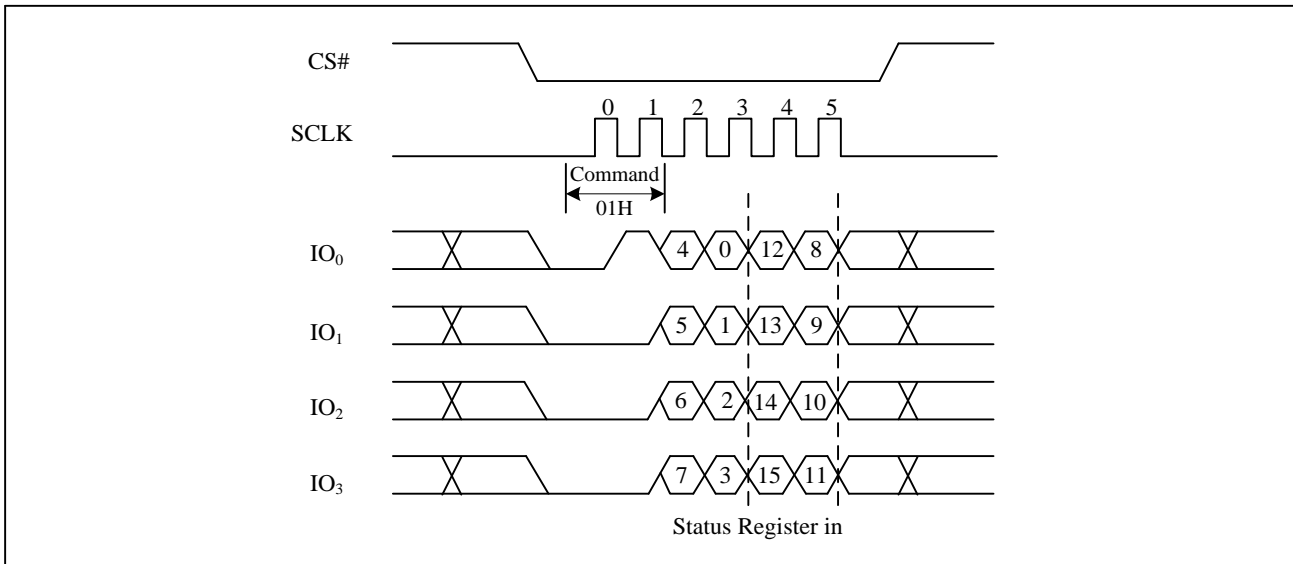 CS#
0 1 2 3 4 5
SCLK
Command
01H
IO0 4 0 12 8
IO1 5 1 13 9
IO2 6 2 14 10
IO3 7 3 15 11
Status Register in